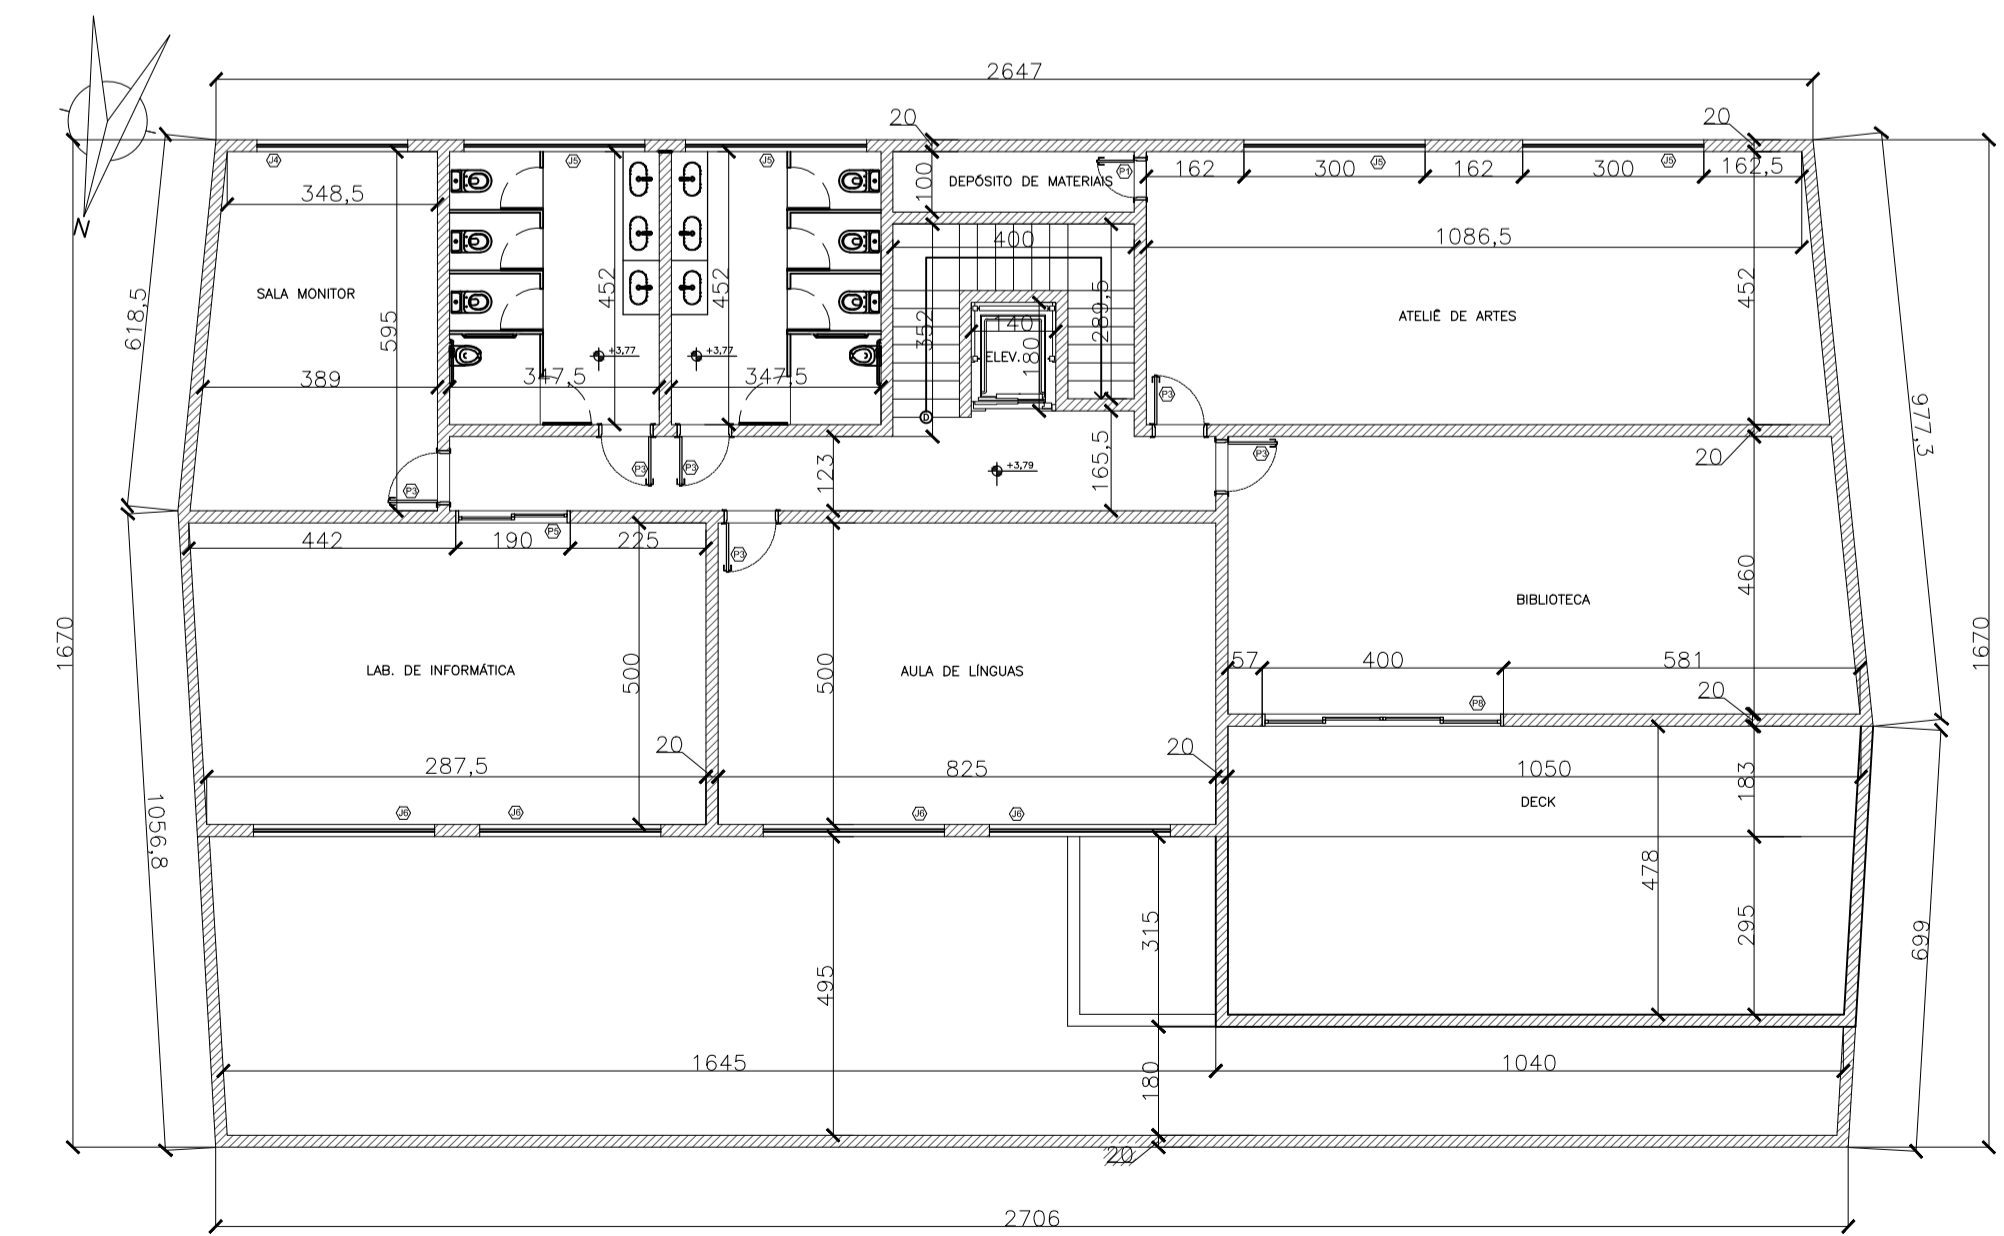 2647
20
20
J4
J5
J5
P1
162
300
J5
162
300
J5
162,5
100
DEPÓSITO DE MATERIAIS
348,5
N
400
1086,5
SALA MONITOR
452
452
452
618,5
595
352
289,5
ATELIÊ DE ARTES
140
+3,77
+3,77
ELEV.
180
389
347,5
347,5
P3
D
977,3
P3
P3
P3
P3
123
+3,79
165,5
20
442
190
P5
225
P3
460
BIBLIOTECA
1670
1670
LAB. DE INFORMÁTICA
500
500
AULA DE LÍNGUAS
57
400
581
P8
20
20
20
287,5
825
1050
183
DECK
J6
J6
J6
J6
1056,8
478
315
295
699
495
1645
1040
180
20
2706